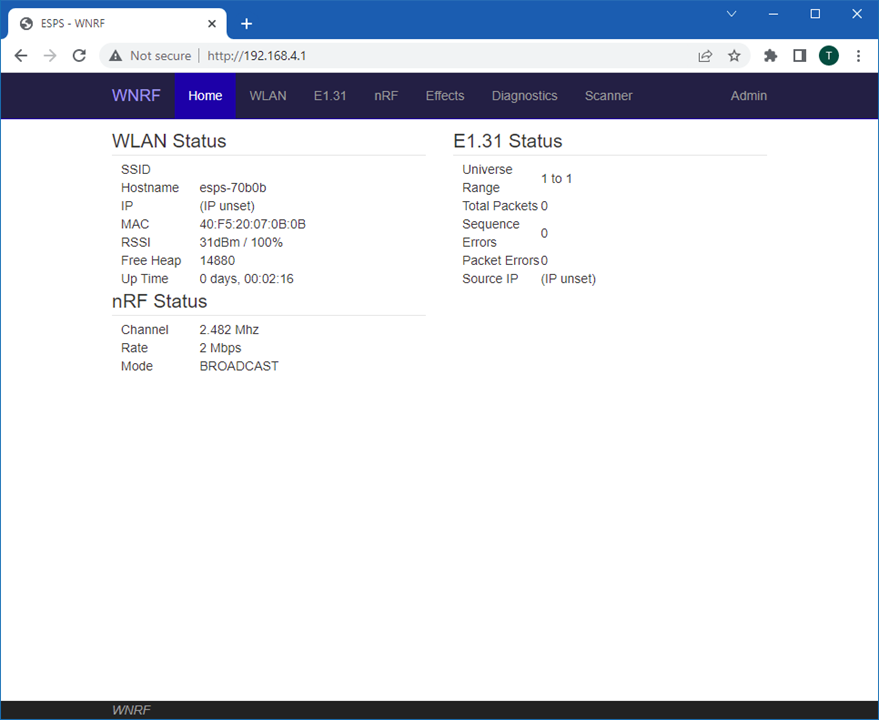 ESPS - WNRF
Not secure http://192.168.4.1
T
WNRF Home WLAN E1.31 nRF Effects Diagnostics Scanner Admin
WLAN Status
SSID
Hostname esps-70b0b
IP (IP unset)
MAC 40:F5:20:07:0B:0B
RSSI 31dBm / 100%
Free Heap 14880
Up Time 0 days, 00:02:16
nRF Status
Channel 2.482 Mhz
Rate 2 Mbps
Mode BROADCAST
E1.31 Status
Universe
Range 1 to 1
Total Packets 0
Sequence
Errors 0
Packet Errors 0
Source IP (IP unset)
WNRF